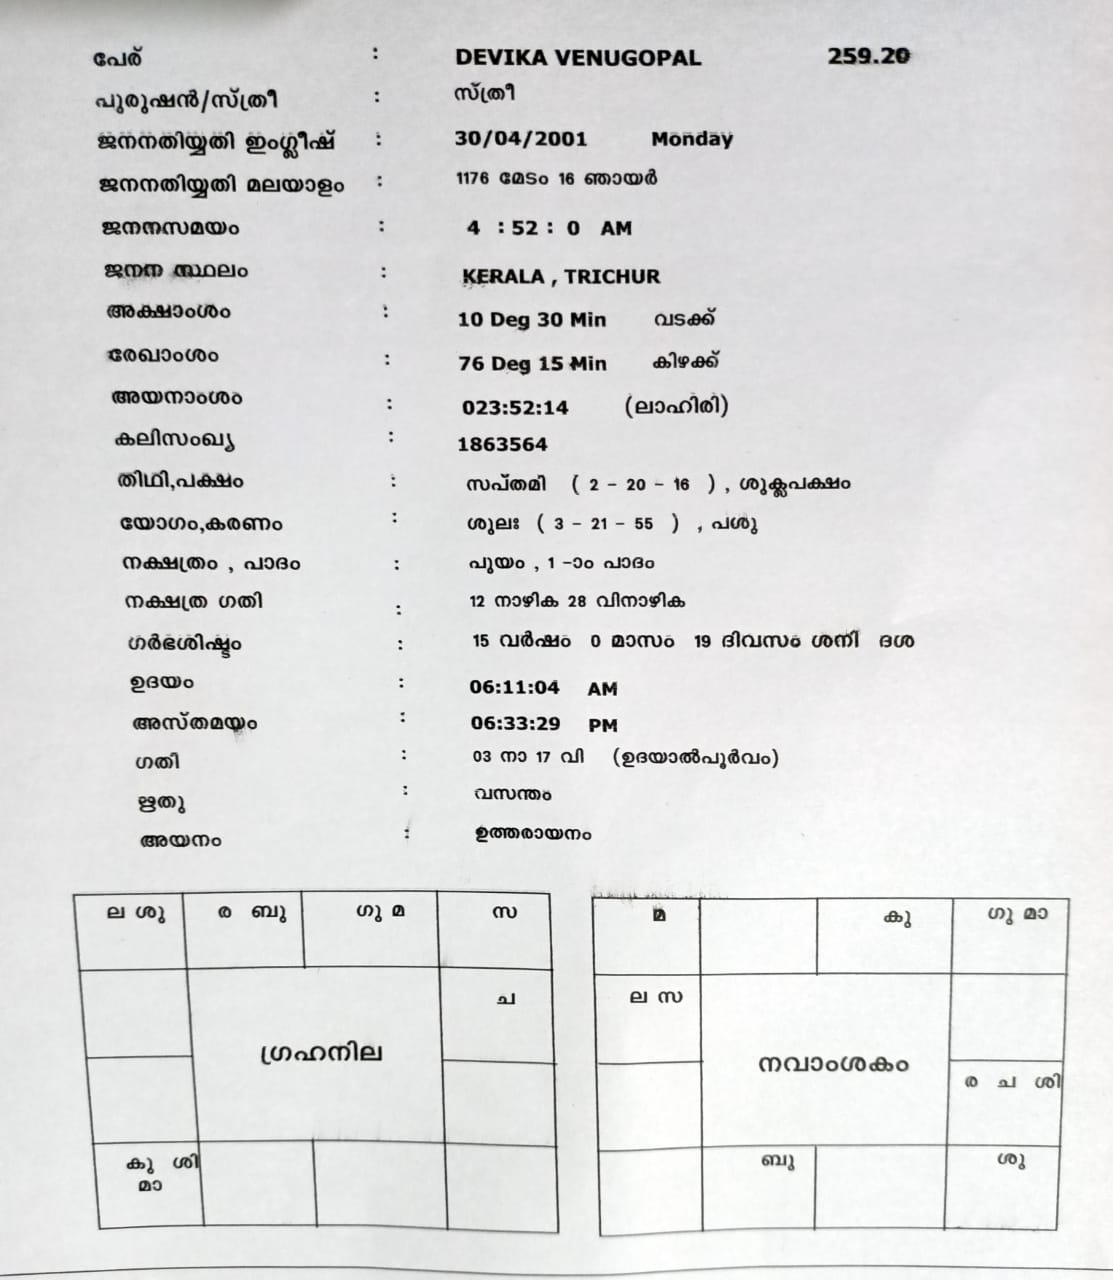 പേര് : DEVIKA VENUGOPAL 259.20
പുരുഷൻ/സ്ത്രീ : സ്ത്രീ
ജനനതിയ്യതി ഇംഗ്ലീഷ് : 30/04/2001 Monday
ജനനതിയ്യതി മലയാളം : 1176 മേടം 16 ഞായർ
ജനനസമയം : 4 : 52 : 0 AM
ജനന സ്ഥലം : KERALA , TRICHUR
അക്ഷാംശം : 10 Deg 30 Min വടക്ക്
രേഖാംശം : 76 Deg 15 Min കിഴക്ക്
അയനാംശം : 023:52:14 (ലാഹിരി)
കലിസംഖ്യ : 1863564
തിഥി,പക്ഷം : സപ്തമി ( 2 - 20 - 16 ) , ശുക്ലപക്ഷം
യോഗം,കരണം : ശുലഃ ( 3 - 21 - 55 ) , പശു
നക്ഷത്രം , പാദം : പുയം , 1 -ാം പാദം
നക്ഷത്ര ഗതി : 12 നാഴിക 28 വിനാഴിക
ഗർഭശിഷ്ടം : 15 വർഷം 0 മാസം 19 ദിവസം ശനി ദശ
ഉദയം : 06:11:04 AM
അസ്തമയം : 06:33:29 PM
ഗതി : 03 നാ 17 വി (ഉദയാൽപൂർവം)
ഋതു : വസന്തം
അയനം : ഉത്തരായനം
ല ശു ര ബു ഗു മ സ
ച
ഗ്രഹനില
കു ശി
മാ
മ കു ഗു മാ
ല സ
നവാംശകം
ര ച ശി
ബു ശു